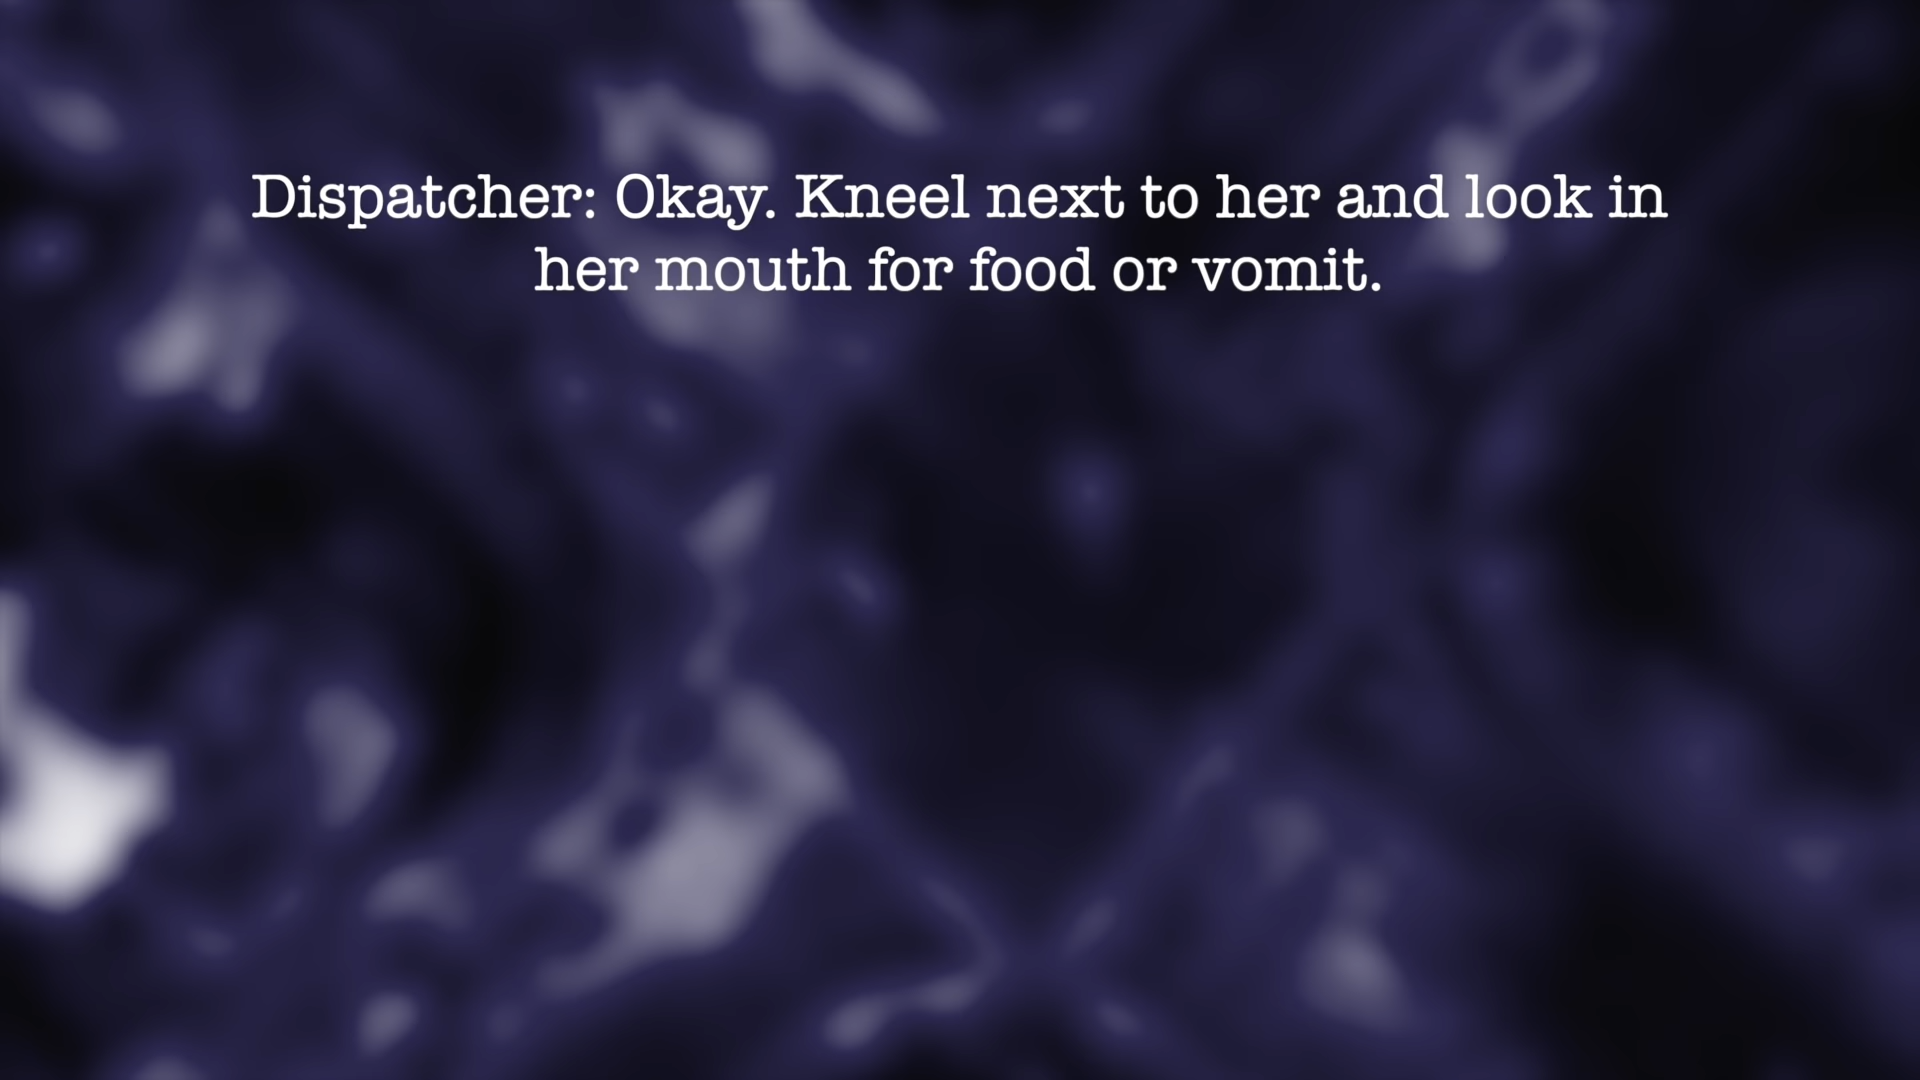 Dispatcher: Okay. Kneel next to her and look in
her mouth for food or vomit.